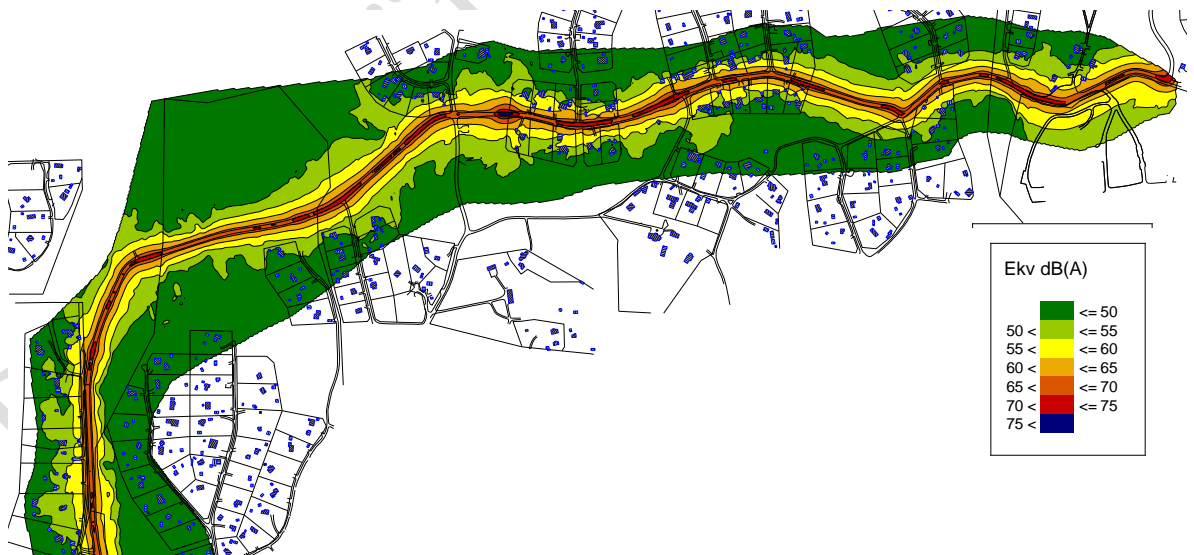 Ekv dB(A)
<= 50
50 < <= 55
55 < <= 60
60 < <= 65
65 < <= 70
70 < <= 75
75 <